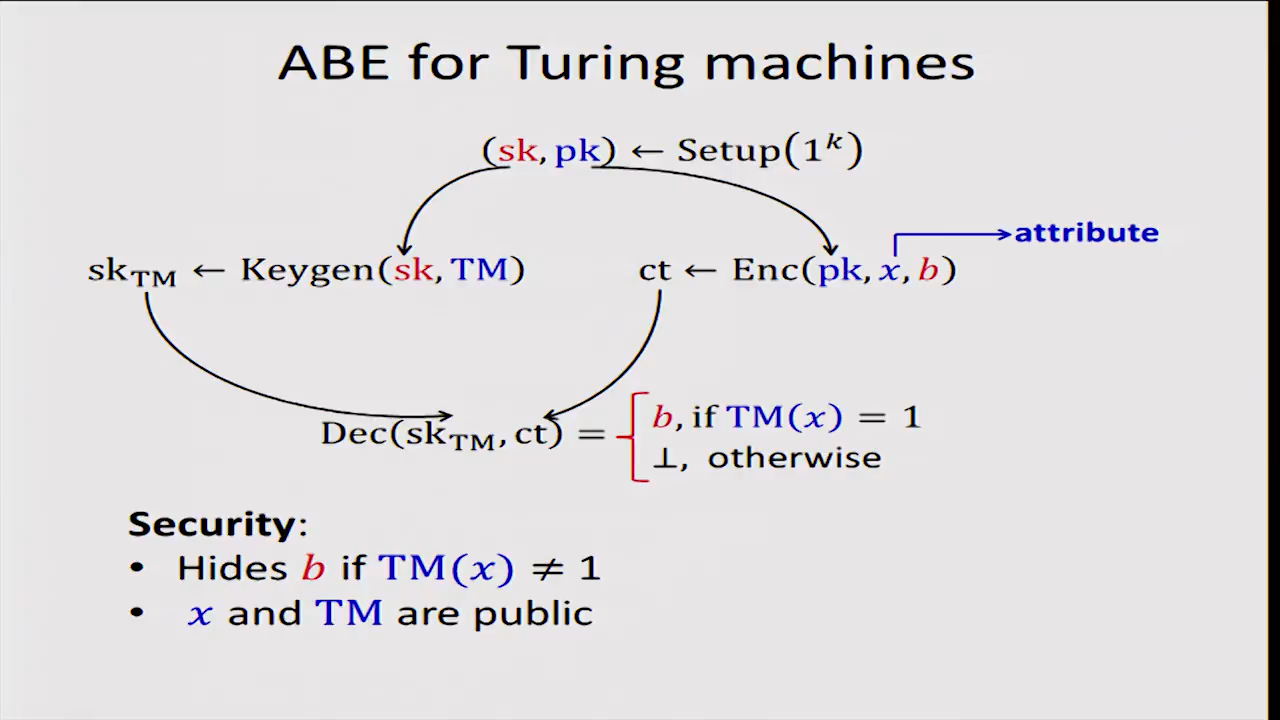 ABE for Turing machines
(sk, pk) ← Setup(1^k)
attribute
sk_TM ← Keygen(sk, TM)
ct ← Enc(pk, x, b)
Dec(sk_TM, ct) = { b, if TM(x) = 1
⊥, otherwise
Security:
• Hides b if TM(x) ≠ 1
• x and TM are public